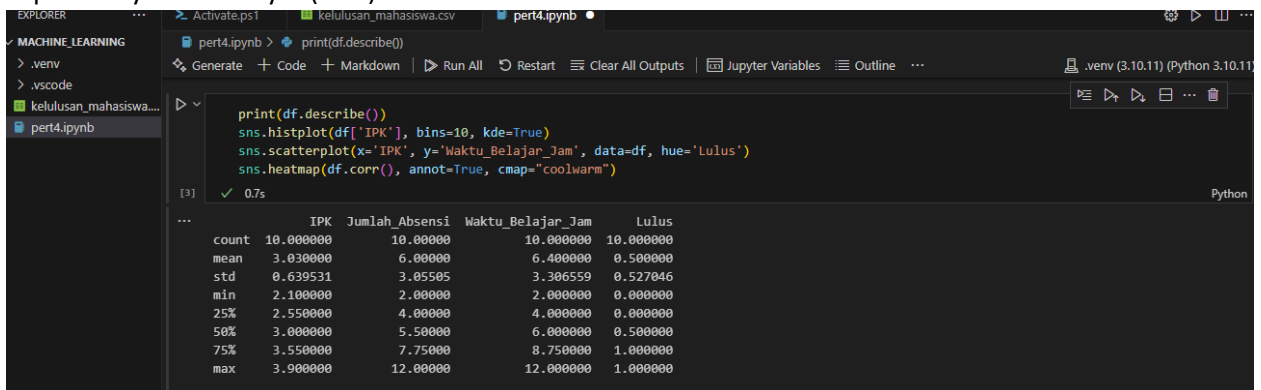 EXPLORER ··· Activate.ps1 kelulusan_mahasiswa.csv pert4.ipynb ●
MACHINE_LEARNING pert4.ipynb > print(df.describe())
> .venv Generate + Code + Markdown | Run All Restart Clear All Outputs | Jupyter Variables Outline ··· .venv (3.10.11) (Python 3.10.11)
> .vscode
kelulusan_mahasiswa....
pert4.ipynb
print(df.describe())
sns.histplot(df['IPK'], bins=10, kde=True)
sns.scatterplot(x='IPK', y='Waktu_Belajar_Jam', data=df, hue='Lulus')
sns.heatmap(df.corr(), annot=True, cmap="coolwarm")
[3] ✓ 0.7s Python
··· IPK Jumlah_Absensi Waktu_Belajar_Jam Lulus
count 10.000000 10.00000 10.000000 10.000000
mean 3.030000 6.00000 6.400000 0.500000
std 0.639531 3.05505 3.306559 0.527046
min 2.100000 2.00000 2.000000 0.000000
25% 2.550000 4.00000 4.000000 0.000000
50% 3.000000 5.50000 6.000000 0.500000
75% 3.550000 7.75000 8.750000 1.000000
max 3.900000 12.00000 12.000000 1.000000